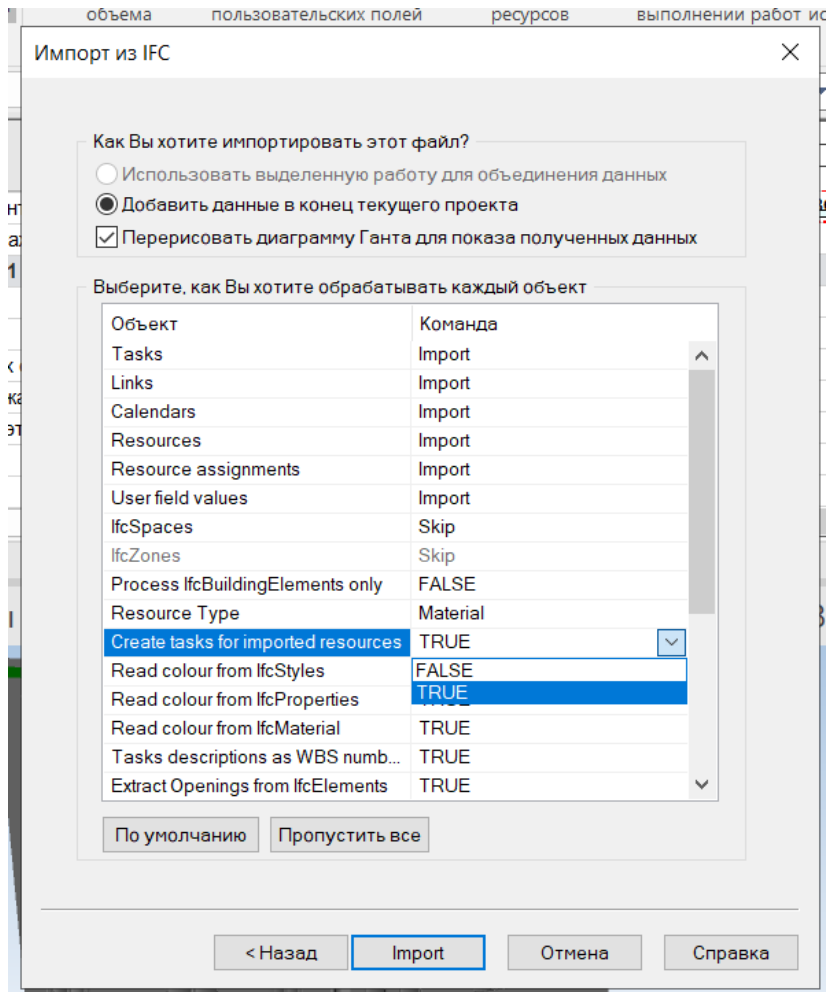 объема пользовательских полей ресурсов выполнении работ ис
Импорт из IFC
Как Вы хотите импортировать этот файл?
Использовать выделенную работу для объединения данных
Добавить данные в конец текущего проекта
Перерисовать диаграмму Ганта для показа полученных данных
Выберите, как Вы хотите обрабатывать каждый объект
Объект Команда
Tasks Import
Links Import
Calendars Import
Resources Import
Resource assignments Import
User field values Import
IfcSpaces Skip
IfcZones Skip
Process IfcBuildingElements only FALSE
Resource Type Material
Create tasks for imported resources TRUE
Read colour from IfcStyles FALSE
Read colour from IfcProperties TRUE
Read colour from IfcMaterial TRUE
Tasks descriptions as WBS numb... TRUE
Extract Openings from IfcElements TRUE
По умолчанию Пропустить все
< Назад Import Отмена Справка